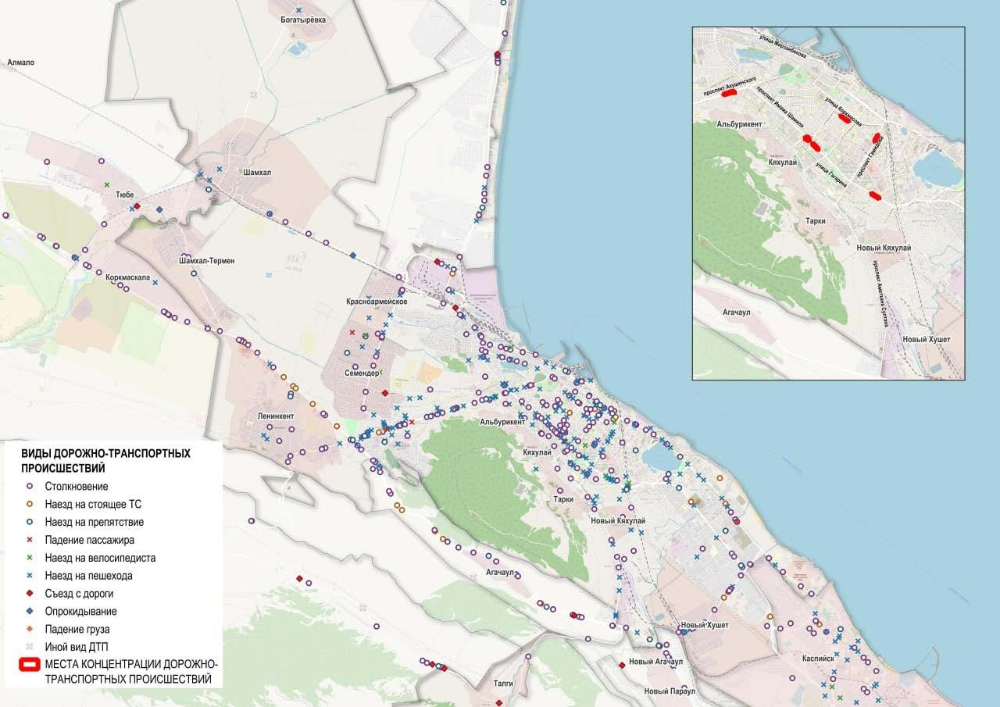 Богатырёвка
Алмало
Шамхал
Тюбе
Шамхал-Термен
Коркмаскала
Красноармейское
Семендер
Ленинкент
Альбурикент
Кяхулай
Тарки
Новый Кяхулай
Агачаул
Новый Хушет
Каспийск
Новый Агачаул
Талги
Новый Параул
ВИДЫ ДОРОЖНО-ТРАНСПОРТНЫХ
ПРОИСШЕСТВИЙ
Столкновение
Наезд на стоящее ТС
Наезд на препятствие
Падение пассажира
Наезд на велосипедиста
Наезд на пешехода
Съезд с дороги
Опрокидывание
Падение груза
Иной вид ДТП
МЕСТА КОНЦЕНТРАЦИИ ДОРОЖНО-
ТРАНСПОРТНЫХ ПРОИСШЕСТВИЙ
улица Мирзабекова
проспект Акушинского
проспект Имама Шамиля
улица Коркмасова
Альбурикент
проспект Гамидова
Кяхулай
улица Гагарина
Тарки
Новый Кяхулай
проспект Аметхана Султана
Агачаул
Новый Хушет